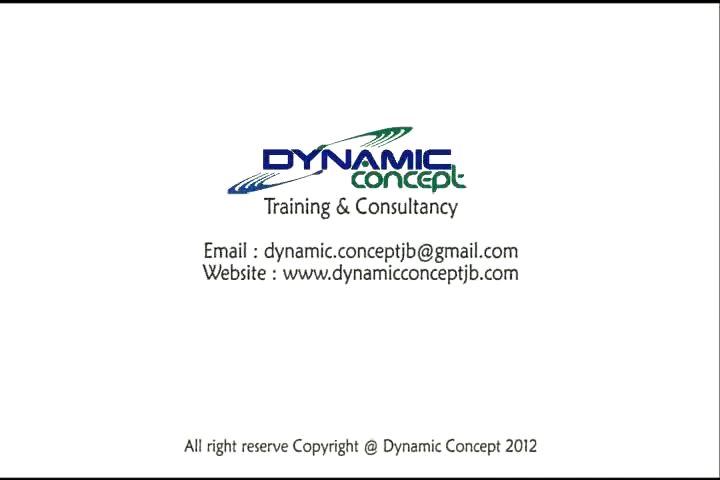 DYNAMIC
concept
Training & Consultancy
Email : dynamic.conceptjb@gmail.com
Website : www.dynamicconceptjb.com
All right reserve Copyright @ Dynamic Concept 2012